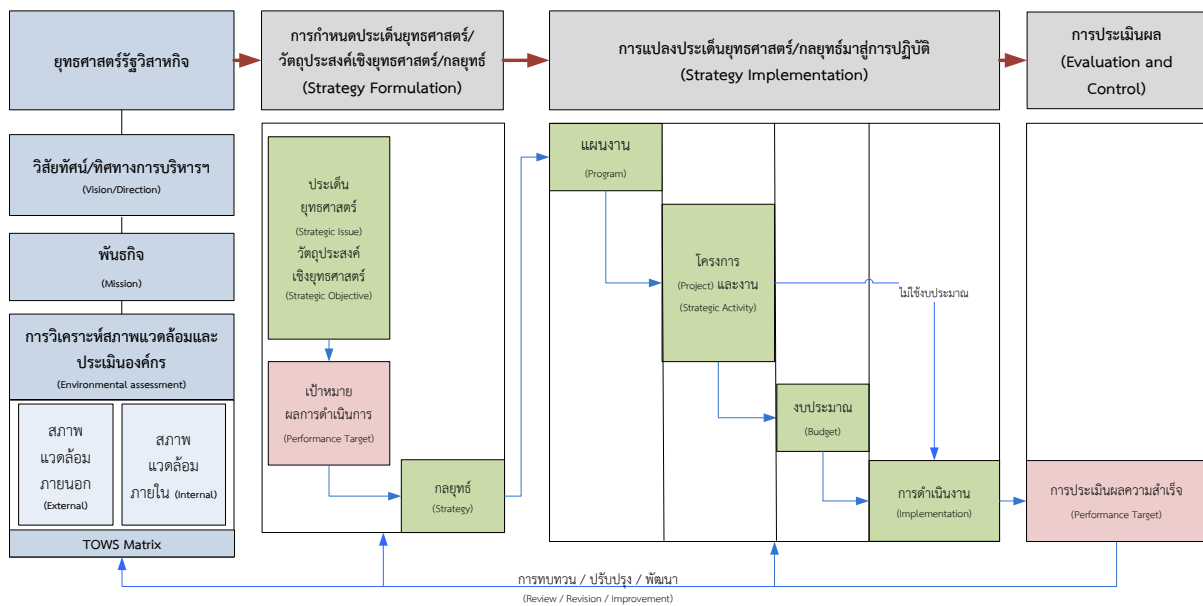 ยุทธศาสตร์รัฐวิสาหกิจ
การกำหนดประเด็นยุทธศาสตร์/
วัตถุประสงค์เชิงยุทธศาสตร์/กลยุทธ์
(Strategy Formulation)
การแปลงประเด็นยุทธศาสตร์/กลยุทธ์มาสู่การปฏิบัติ
(Strategy Implementation)
การประเมินผล
(Evaluation and
Control)
วิสัยทัศน์/ทิศทางการบริหารฯ
(Vision/Direction)
พันธกิจ
(Mission)
การวิเคราะห์สภาพแวดล้อมและ
ประเมินองค์กร
(Environmental assessment)
สภาพ
แวดล้อม
ภายนอก
(External)
สภาพ
แวดล้อม
ภายใน (Internal)
TOWS Matrix
ประเด็น
ยุทธศาสตร์
(Strategic Issue)
วัตถุประสงค์
เชิงยุทธศาสตร์
(Strategic Objective)
เป้าหมาย
ผลการดำเนินการ
(Performance Target)
กลยุทธ์
(Strategy)
แผนงาน
(Program)
โครงการ
(Project) และงาน
(Strategic Activity)
ไม่ใช้งบประมาณ
งบประมาณ
(Budget)
การดำเนินงาน
(Implementation)
การประเมินผลความสำเร็จ
(Performance Target)
การทบทวน / ปรับปรุง / พัฒนา
(Review / Revision / Improvement)